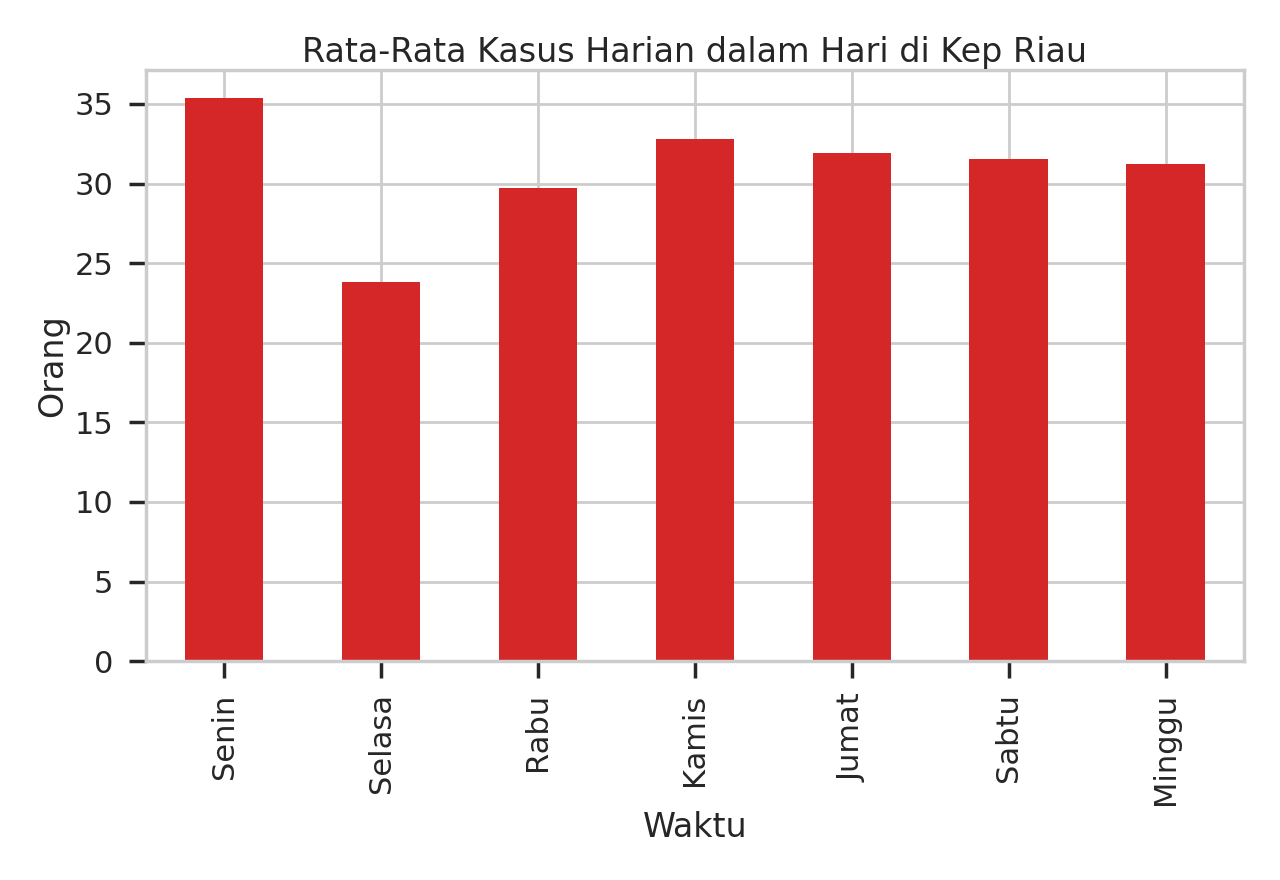 Rata-Rata Kasus Harian dalam Hari di Kep Riau
Orang
35
30
25
20
15
10
5
0
Senin
Selasa
Rabu
Kamis
Jumat
Sabtu
Minggu
Waktu